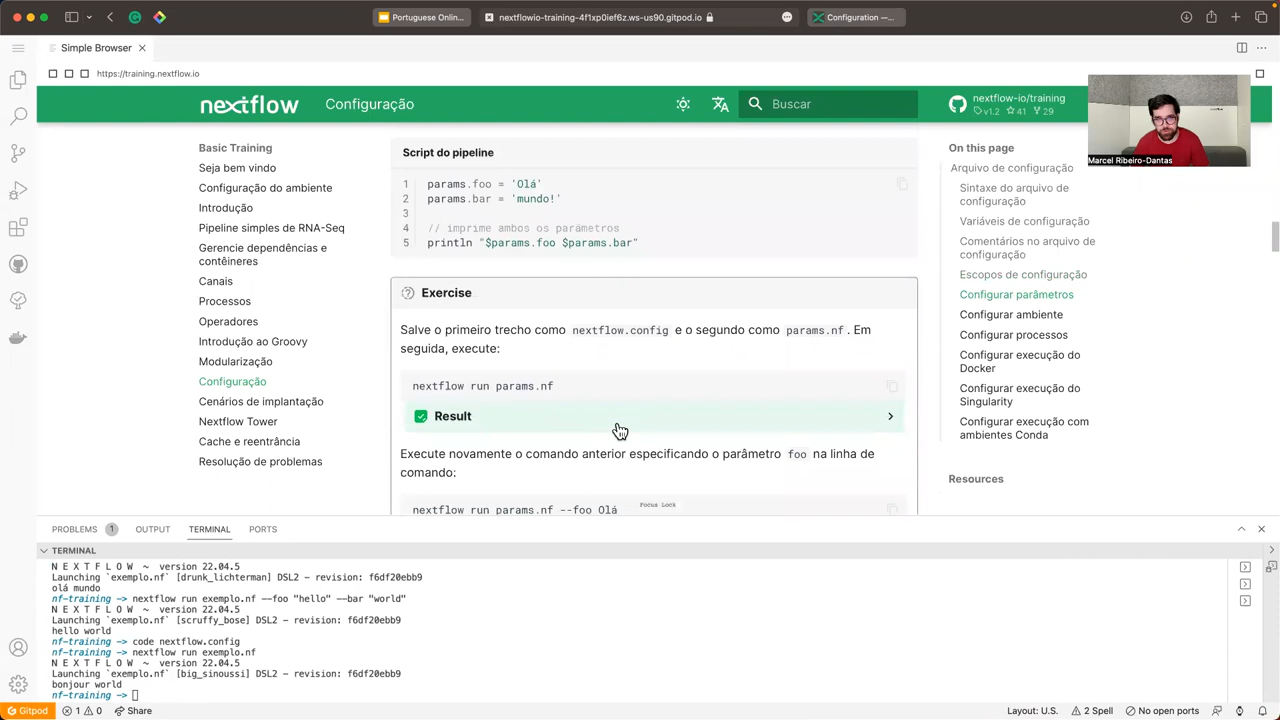 Portuguese Onlin...
nextflowio-training-4f1xp0ief6z.ws-us90.gitpod.io
Configuration —...
Simple Browser
https://training.nextflow.io
nextflow
Configuração
Buscar
nextflow-io/training
v1.2 41 29
Marcel Ribeiro-Dantas
Basic Training
Seja bem vindo
Configuração do ambiente
Introdução
Pipeline simples de RNA-Seq
Gerencie dependências e
contêineres
Canais
Processos
Operadores
Introdução ao Groovy
Modularização
Configuração
Cenários de implantação
Nextflow Tower
Cache e reentrância
Resolução de problemas
Script do pipeline
1 params.foo = 'Olá'
2 params.bar = 'mundo!'
3
4 // imprime ambos os parâmetros
5 println "$params.foo $params.bar"
Exercise
Salve o primeiro trecho como nextflow.config e o segundo como params.nf. Em
seguida, execute:
nextflow run params.nf
Result
Execute novamente o comando anterior especificando o parâmetro foo na linha de
comando:
nextflow run params.nf --foo Olá
Focus Lock
On this page
Arquivo de configuração
Sintaxe do arquivo de
configuração
Variáveis de configuração
Comentários no arquivo de
configuração
Escopos de configuração
Configurar parâmetros
Configurar ambiente
Configurar processos
Configurar execução do
Docker
Configurar execução do
Singularity
Configurar execução com
ambientes Conda
Resources
PROBLEMS 1 OUTPUT TERMINAL PORTS
TERMINAL
N E X T F L O W ~ version 22.04.5
Launching `exemplo.nf` [drunk_lichterman] DSL2 - revision: f6df20ebb9
olá mundo
nf-training -> nextflow run exemplo.nf --foo "hello" --bar "world"
N E X T F L O W ~ version 22.04.5
Launching `exemplo.nf` [scruffy_bose] DSL2 - revision: f6df20ebb9
hello world
nf-training -> code nextflow.config
nf-training -> nextflow run exemplo.nf
N E X T F L O W ~ version 22.04.5
Launching `exemplo.nf` [big_sinoussi] DSL2 - revision: f6df20ebb9
bonjour world
nf-training ->
Gitpod 1 0 Share
Layout: U.S. 2 Spell No open ports